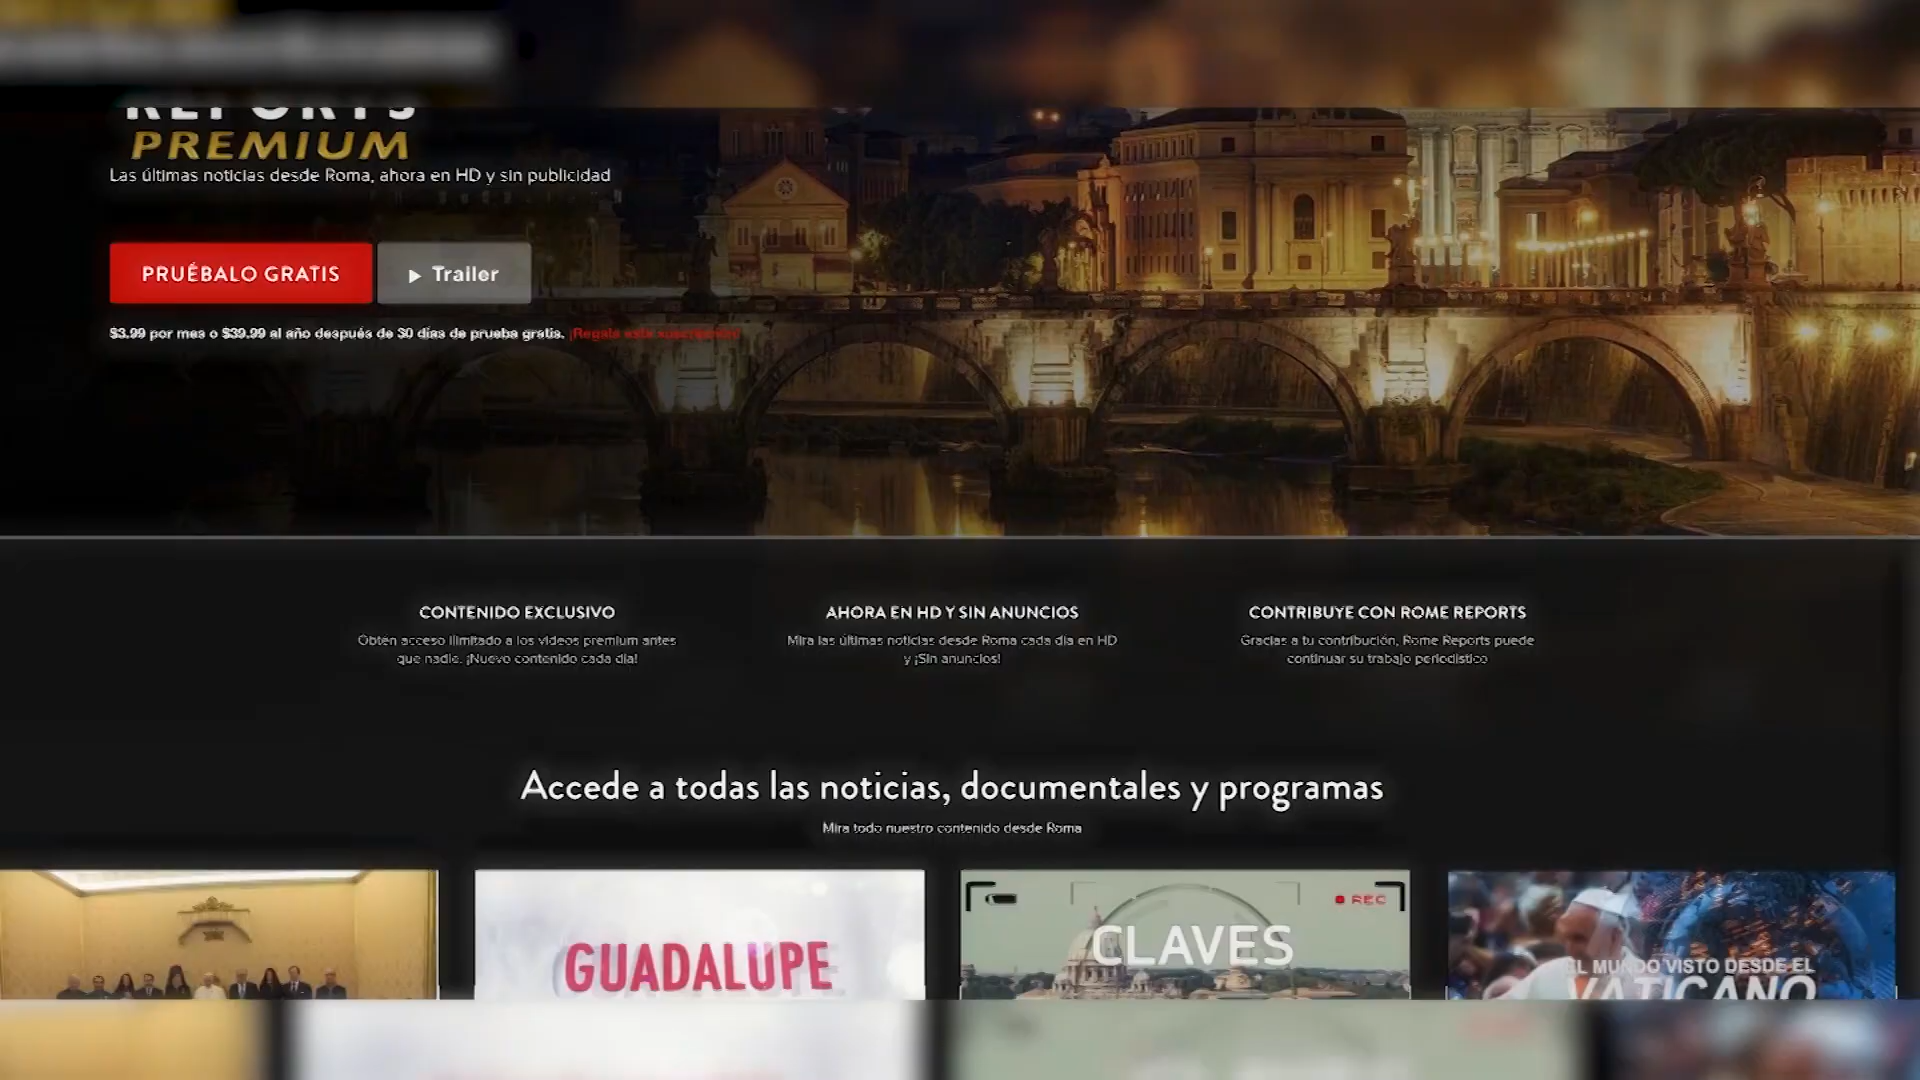 REPORTS
PREMIUM
Las últimas noticias desde Roma, ahora en HD y sin publicidad
PRUÉBALO GRATIS
Trailer
$3.99 por mes o $39.99 al año después de 30 días de prueba gratis. ¡Regala esta suscripción!
CONTENIDO EXCLUSIVO
Obtén acceso ilimitado a los videos premium antes
que nadie. ¡Nuevo contenido cada día!
AHORA EN HD Y SIN ANUNCIOS
Mira las últimas noticias desde Roma cada día en HD
y ¡Sin anuncios!
CONTRIBUYE CON ROME REPORTS
Gracias a tu contribución, Rome Reports puede
continuar su trabajo periodístico
Accede a todas las noticias, documentales y programas
Mira todo nuestro contenido desde Roma
GUADALUPE
REC
CLAVES
EL MUNDO VISTO DESDE EL
VATICANO